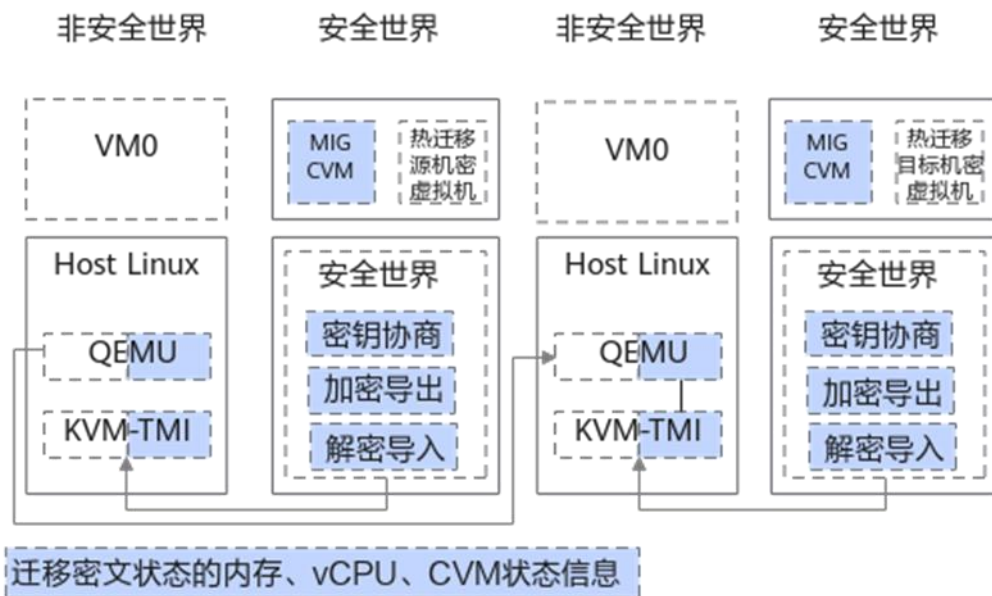 非安全世界
安全世界
非安全世界
安全世界
VM0
MIG
CVM
热迁移
源机密
虚拟机
VM0
MIG
CVM
热迁移
目标机密
虚拟机
Host Linux
QEMU
KVM-TMI
安全世界
密钥协商
加密导出
解密导入
Host Linux
QEMU
KVM-TMI
安全世界
密钥协商
加密导出
解密导入
迁移密文状态的内存、vCPU、CVM状态信息